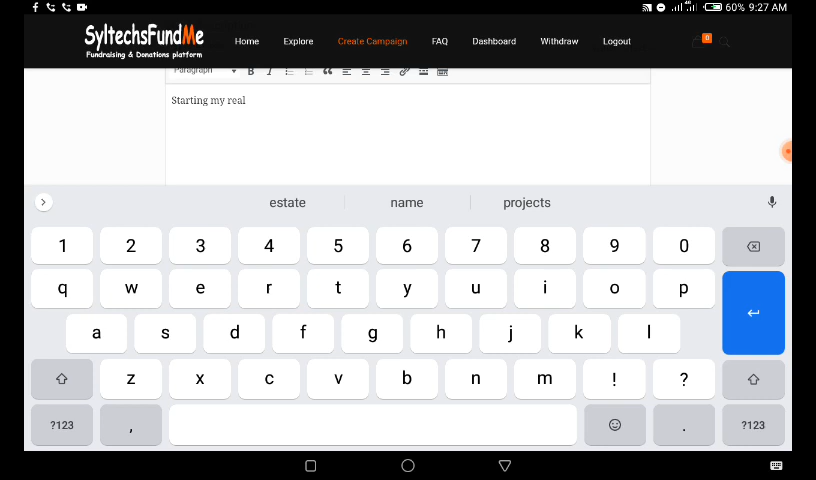 60% 9:27 AM
SyltechsFundMe
Fundraising & Donations platform
Home Explore Create Campaign FAQ Dashboard Withdraw Logout
0
Paragraph B I
Starting my real
estate name projects
1 2 3 4 5 6 7 8 9 0
q w e r t y u i o p
a s d f g h j k l
z x c v b n m ! ?
?123 , . ?123